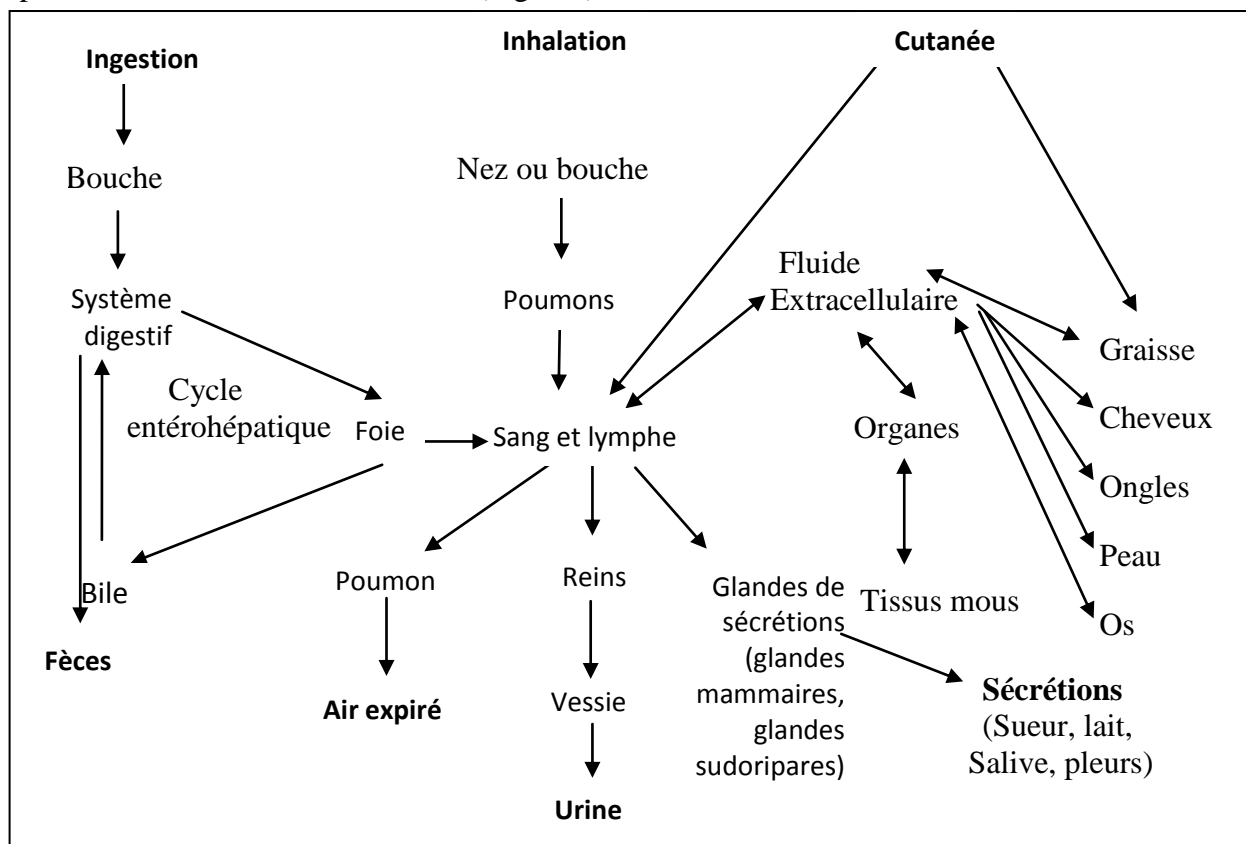 Ingestion
Inhalation
Cutanée
Bouche
Nez ou bouche
Système
digestif
Poumons
Fluide
Extracellulaire
Graisse
Cycle
entérohépatique
Foie
Sang et lymphe
Organes
Cheveux
Ongles
Bile
Poumon
Reins
Glandes de
sécrétions
(glandes
mammaires,
glandes
sudoripares)
Tissus mous
Peau
Os
Fèces
Air expiré
Vessie
Sécrétions
(Sueur, lait,
Salive, pleurs)
Urine